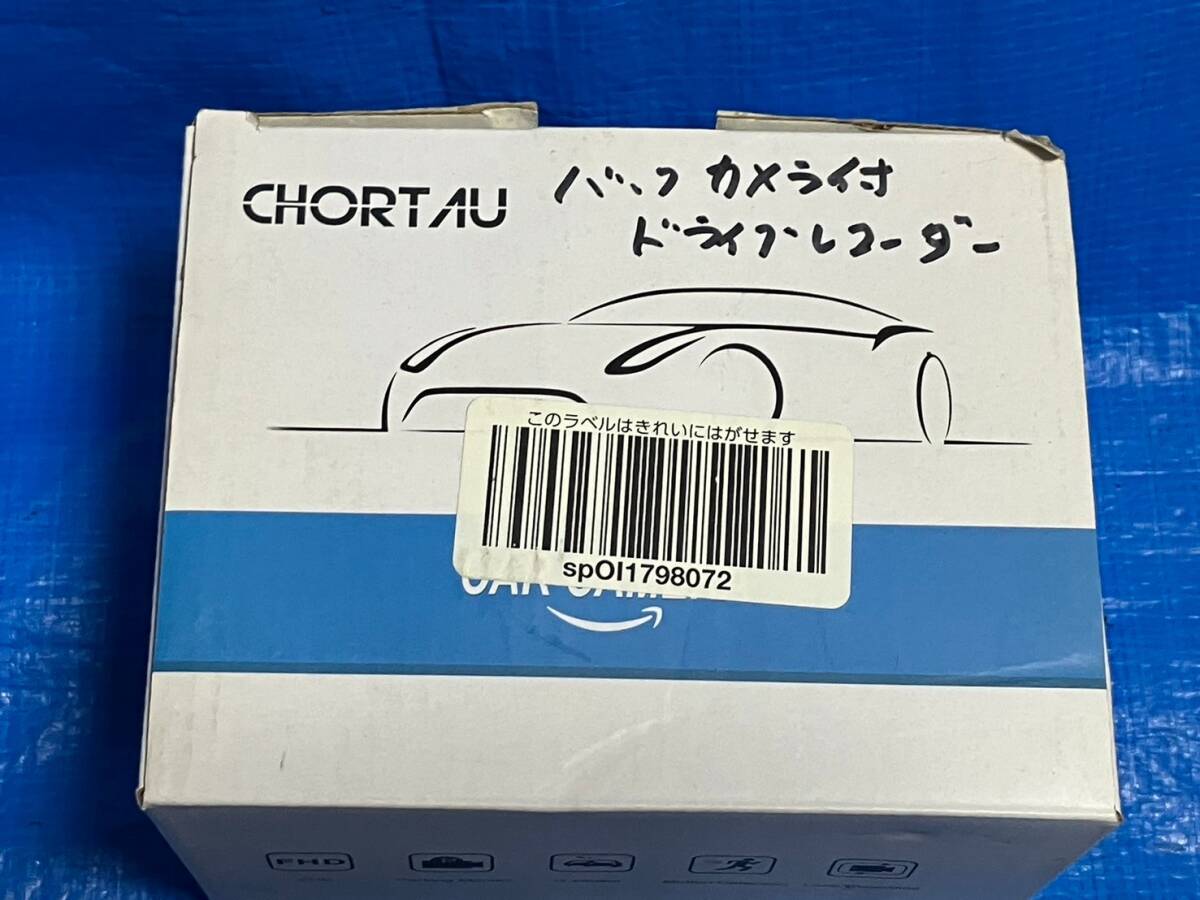 CHORTAU
バックカメラ付
ドライブレコーダー
このラベルはきれいにはがせます
spOI1798072
CAR
FHD